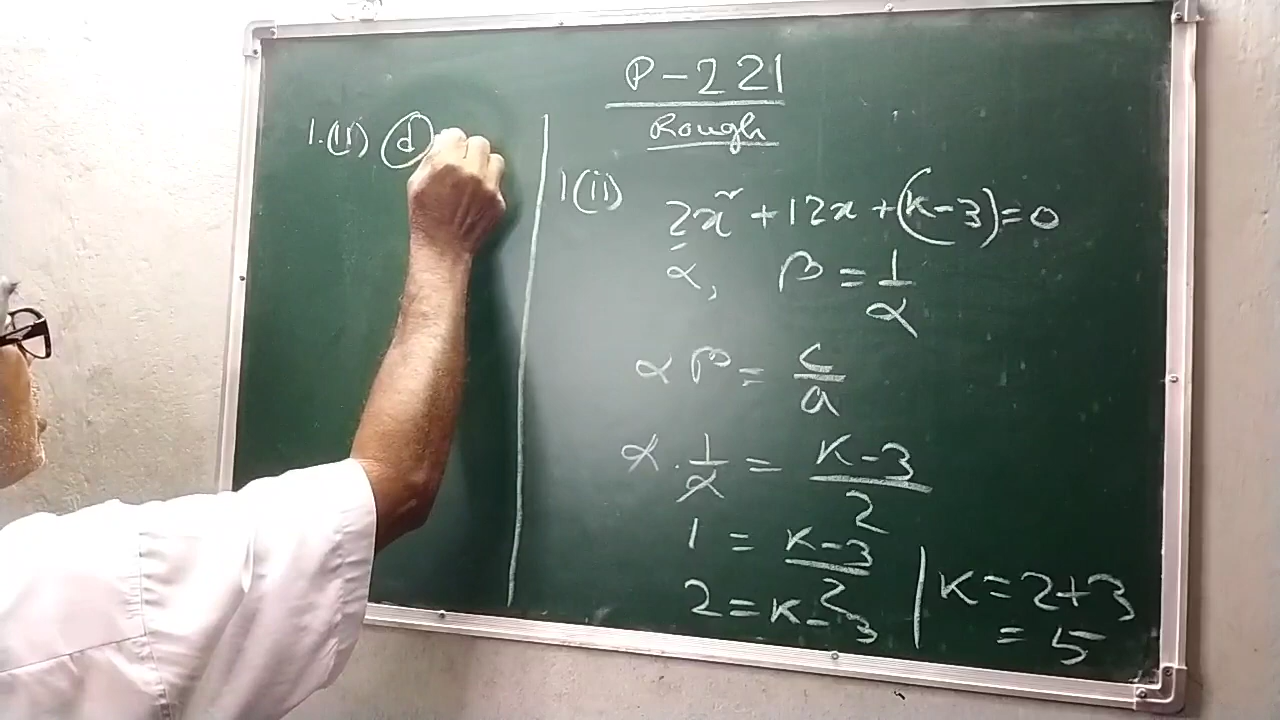 P-221
Rough
1.(ii) (d)
1(ii) 2x² + 12x + (k-3) = 0
α, β = 1/α
αβ = c/a
α · 1/α = K-3/2
1 = K-3/2
2 = K-3
K = 2+3
= 5